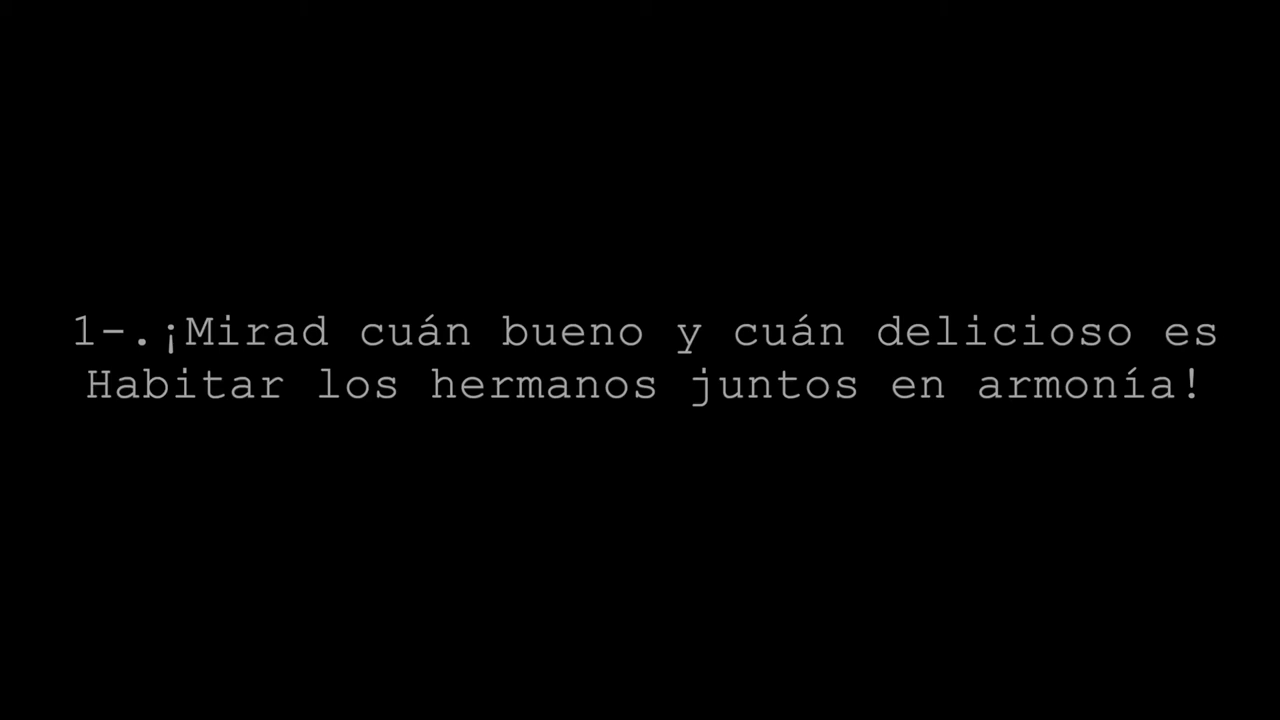 1-.¡Mirad cuán bueno y cuán delicioso es
Habitar los hermanos juntos en armonía!